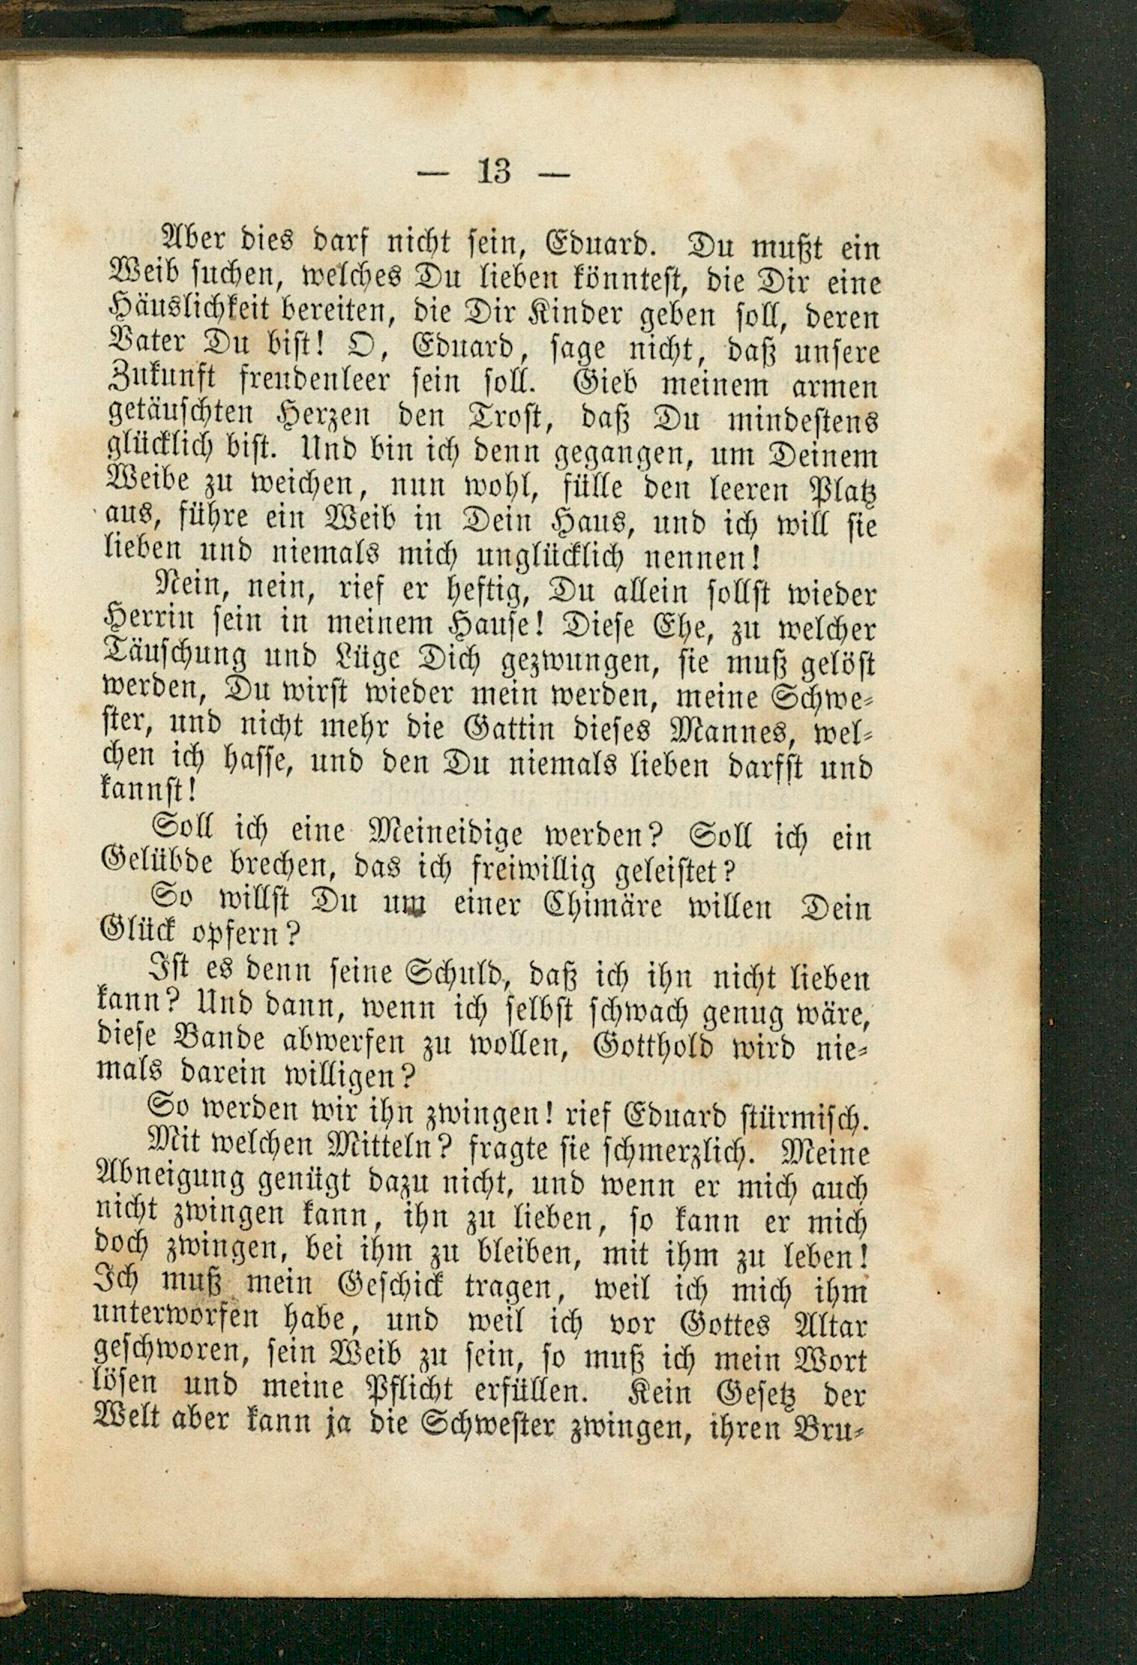 — 13 —
Aber dies darf nicht sein, Eduard. Du mußt ein
Weib suchen, welches Du lieben könntest, die Dir eine
Häuslichkeit bereiten, die Dir Kinder geben soll, deren
Vater Du bist! O, Eduard, sage nicht, daß unsere
Zukunft freudenleer sein soll. Gieb meinem armen
getäuschten Herzen den Trost, daß Du mindestens
glücklich bist. Und bin ich denn gegangen, um Deinem
Weibe zu weichen, nun wohl, fülle den leeren Platz
aus, führe ein Weib in Dein Haus, und ich will sie
lieben und niemals mich unglücklich nennen!
Nein, nein, rief er heftig, Du allein sollst wieder
Herrin sein in meinem Hause! Diese Ehe, zu welcher
Täuschung und Lüge Dich gezwungen, sie muß gelöst
werden, Du wirst wieder mein werden, meine Schwe-
ster, und nicht mehr die Gattin dieses Mannes, wel-
chen ich hasse, und den Du niemals lieben darfst und
kannst!
Soll ich eine Meineidige werden? Soll ich ein
Gelübde brechen, das ich freiwillig geleistet?
So willst Du um einer Chimäre willen Dein
Glück opfern?
Ist es denn seine Schuld, daß ich ihn nicht lieben
kann? Und dann, wenn ich selbst schwach genug wäre,
diese Bande abwerfen zu wollen, Gotthold wird nie-
mals darein willigen?
So werden wir ihn zwingen! rief Eduard stürmisch.
Mit welchen Mitteln? fragte sie schmerzlich. Meine
Abneigung genügt dazu nicht, und wenn er mich auch
nicht zwingen kann, ihn zu lieben, so kann er mich
doch zwingen, bei ihm zu bleiben, mit ihm zu leben!
Ich muß mein Geschick tragen, weil ich mich ihm
unterworfen habe, und weil ich vor Gottes Altar
geschworen, sein Weib zu sein, so muß ich mein Wort
lösen und meine Pflicht erfüllen. Kein Gesetz der
Welt aber kann ja die Schwester zwingen, ihren Bru-